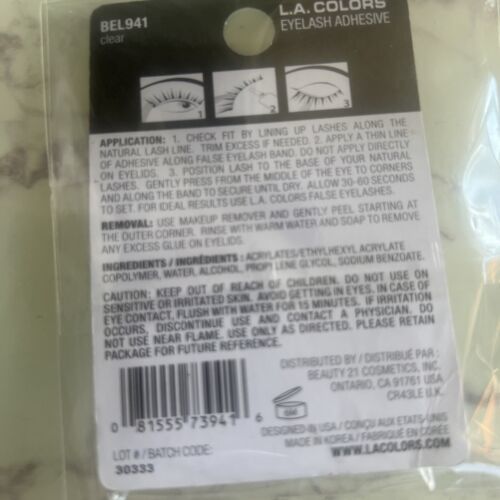 BEL941
clear
L.A. COLORS
EYELASH ADHESIVE
1
2
3
APPLICATION: 1. CHECK FIT BY LINING UP LASHES ALONG THE
NATURAL LASH LINE. TRIM EXCESS IF NEEDED. 2. APPLY A THIN LINE
OF ADHESIVE ALONG FALSE EYELASH BAND. DO NOT APPLY DIRECTLY
ON EYELIDS. 3. POSITION LASH TO THE BASE OF YOUR NATURAL
LASHES. GENTLY PRESS FROM THE MIDDLE OF THE EYE TO CORNERS
AND ALONG THE BAND TO SECURE UNTIL DRY. ALLOW 30-60 SECONDS
TO SET. FOR IDEAL RESULTS USE L.A. COLORS FALSE EYELASHES.
REMOVAL: USE MAKEUP REMOVER AND GENTLY PEEL STARTING AT
THE OUTER CORNER. RINSE WITH WARM WATER AND SOAP TO REMOVE
ANY EXCESS GLUE ON EYELIDS.
INGREDIENTS / INGRÉDIENTS: ACRYLATES/ETHYLHEXYL ACRYLATE
COPOLYMER, WATER, ALCOHOL, PROPYLENE GLYCOL, SODIUM BENZOATE.
CAUTION: KEEP OUT OF REACH OF CHILDREN. DO NOT USE ON
SENSITIVE OR IRRITATED SKIN. AVOID GETTING IN EYES. IN CASE OF
EYE CONTACT, FLUSH WITH WATER FOR 15 MINUTES. IF IRRITATION
OCCURS, DISCONTINUE USE AND CONTACT A PHYSICIAN. DO
NOT USE NEAR FLAME. USE ONLY AS DIRECTED. PLEASE RETAIN
PACKAGE FOR FUTURE REFERENCE.
DISTRIBUTED BY / DISTRIBUÉ PAR :
BEAUTY 21 COSMETICS, INC.
ONTARIO, CA 91761 USA
CR43LE U.K.
0 81555 73941 6
6M
DESIGNED IN USA / CONÇU AUX ETATS-UNIS
MADE IN KOREA / FABRIQUÉ EN CORÉE
WWW.LACOLORS.COM
LOT # / BATCH CODE:
30333